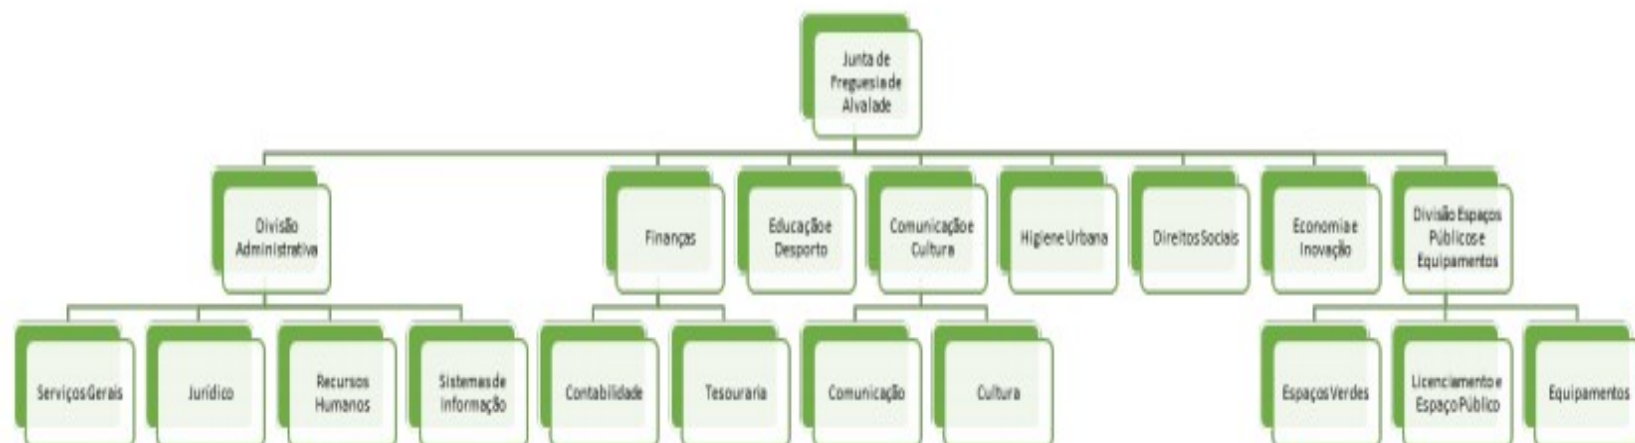 Junta de
Freguesia de
Alvalade
Divisão
Administrativa
Finanças
Educação e
Desporto
Comunicação e
Cultura
Higiene Urbana
Direitos Sociais
Economia e
Inovação
Divisão Espaços
Públicos e
Equipamentos
Serviços Gerais
Jurídico
Recursos
Humanos
Sistemas de
Informação
Contabilidade
Tesouraria
Comunicação
Cultura
Espaços Verdes
Licenciamento e
Espaço Público
Equipamentos